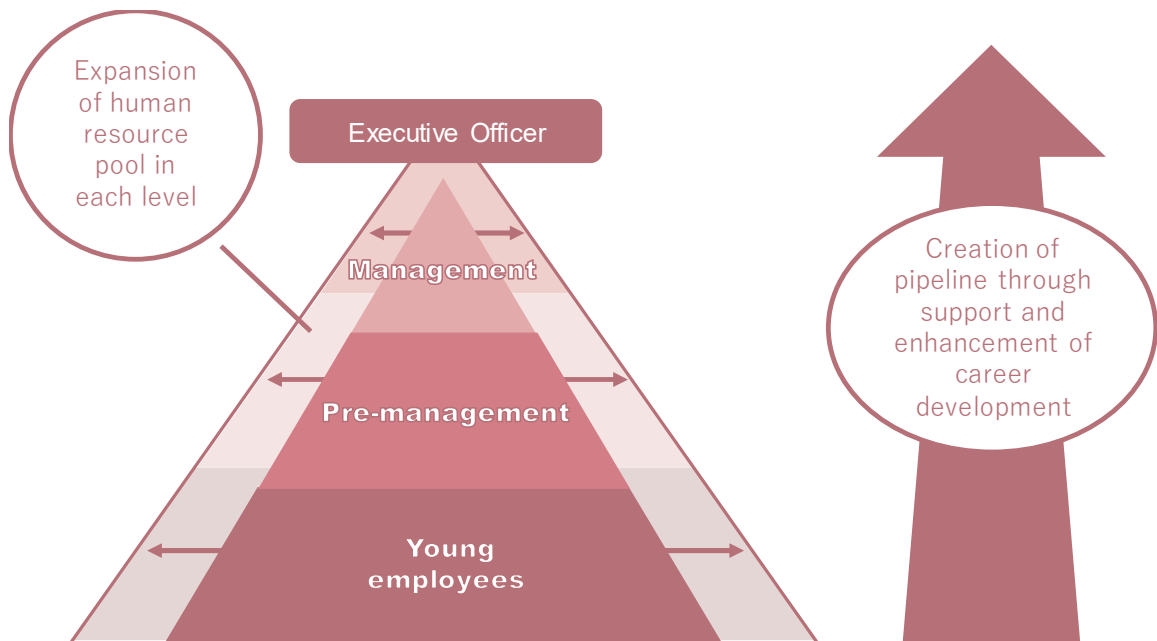 Expansion
of human
resource
pool in
each level
Executive Officer
Management
Pre-management
Young
employees
Creation of
pipeline through
support and
enhancement of
career
development